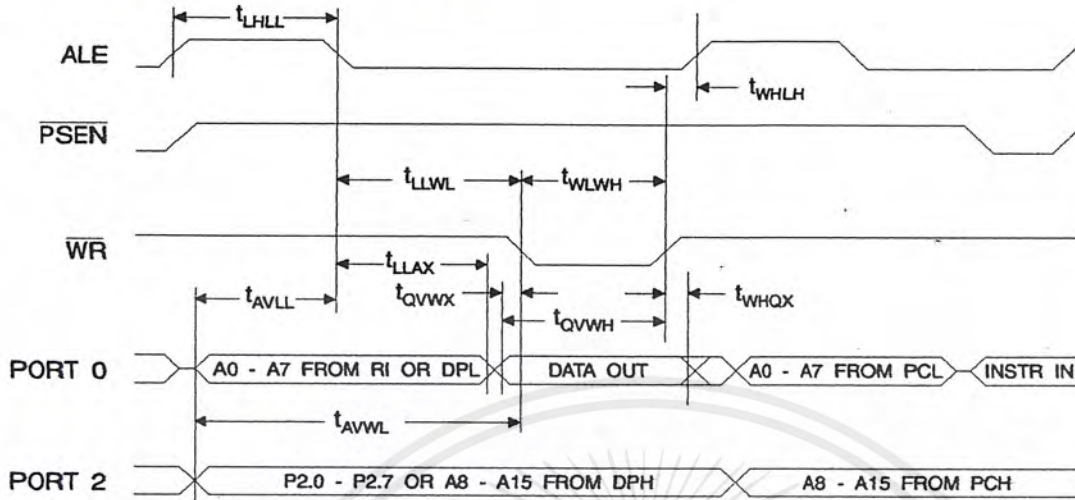 tLHLL
ALE
tWHLH
PSEN
tLLWL
tWLWH
WR
tLLAX
tAVLL
tQVWX
tWHQX
tQVWH
PORT 0
A0 - A7 FROM RI OR DPL
DATA OUT
A0 - A7 FROM PCL
INSTR IN
tAVWL
PORT 2
P2.0 - P2.7 OR A8 - A15 FROM DPH
A8 - A15 FROM PCH